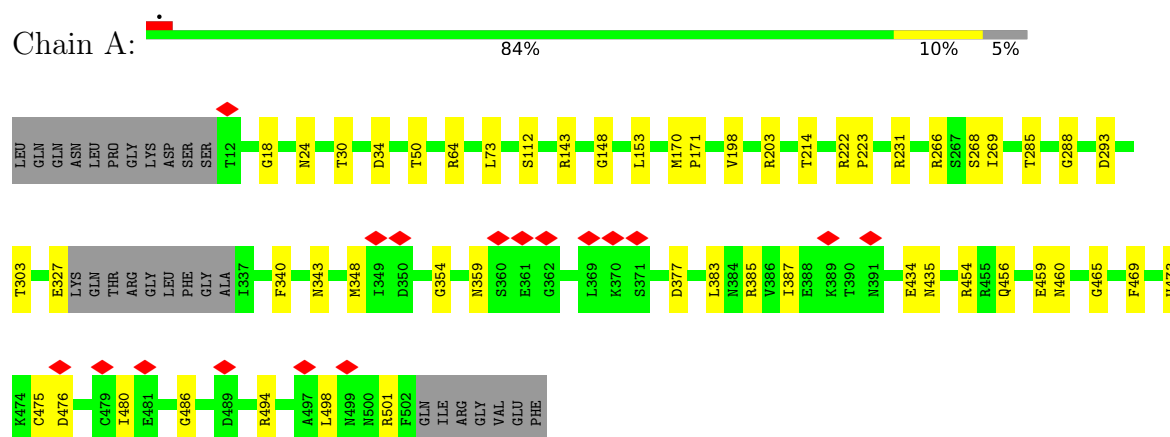 Chain A:
84% 10% 5%
LEU GLN GLN ASN LEU PRO GLY LYS ASP SER SER T12 G18 N24 T30 D34 T50 R64 L73 S112 R143 G148 L153 M170 P171 V198 R203 T214 R222 P223 R231 R266 S267 S268 I269 T285 G288 D293
T303 E327 LYS GLN THR ARG GLY LEU PHE GLY ALA I337 F340 N343 M348 I349 D350 G354 N359 S360 E361 G362 L369 K370 S371 D377 L383 N384 R385 V386 I387 E388 K389 T390 N391 E434 N435 R454 R455 Q456 E459 N460 G465 F469
K474 C475 D476 C479 I480 E481 G486 D489 R494 A497 L498 N499 N500 R501 F502 GLN ILE ARG GLY VAL GLU PHE